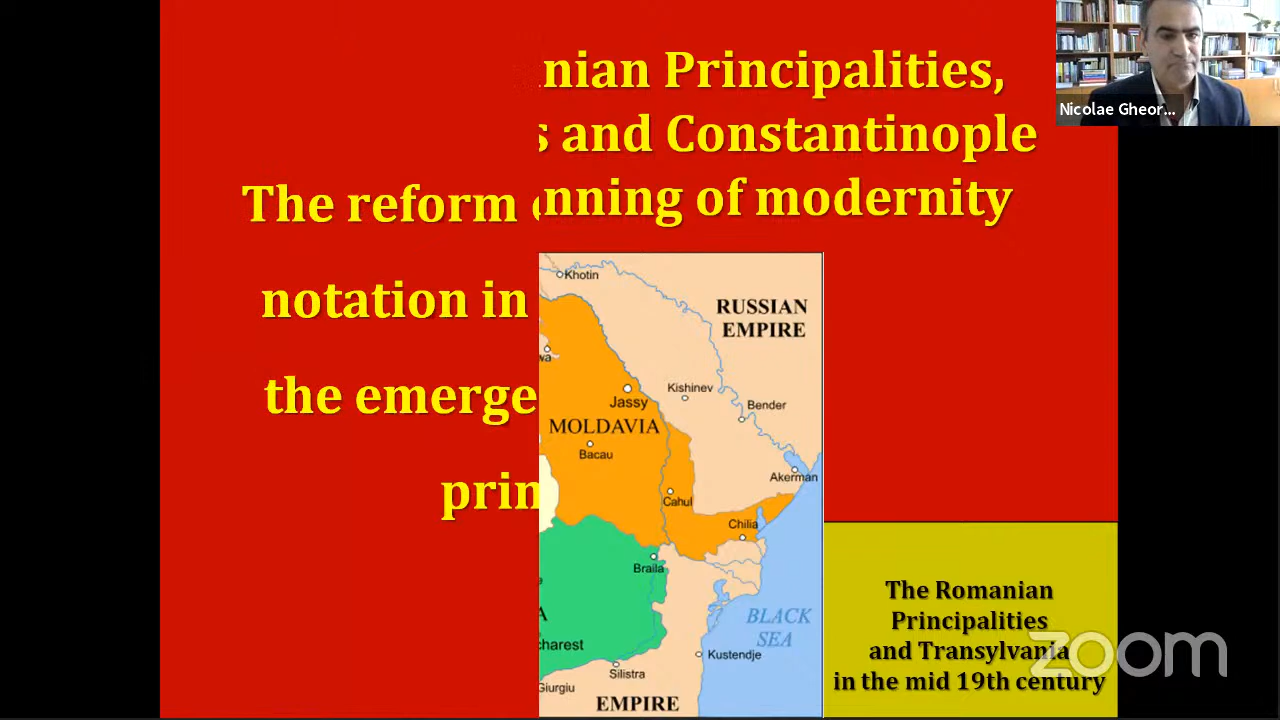 nian Principalities,
s and Constantinople
nning of modernity
The reform
notation in
the emerge
prin
Nicolae Gheor...
Khotin
RUSSIAN
EMPIRE
wa
Kishinev
Jassy
Bender
MOLDAVIA
Bacau
Akerman
Cahul
Chilia
Braila
A
charest
BLACK
SEA
Kustendje
Silistra
Giurgiu
EMPIRE
The Romanian
Principalities
and Transylvania
in the mid 19th century
zoom